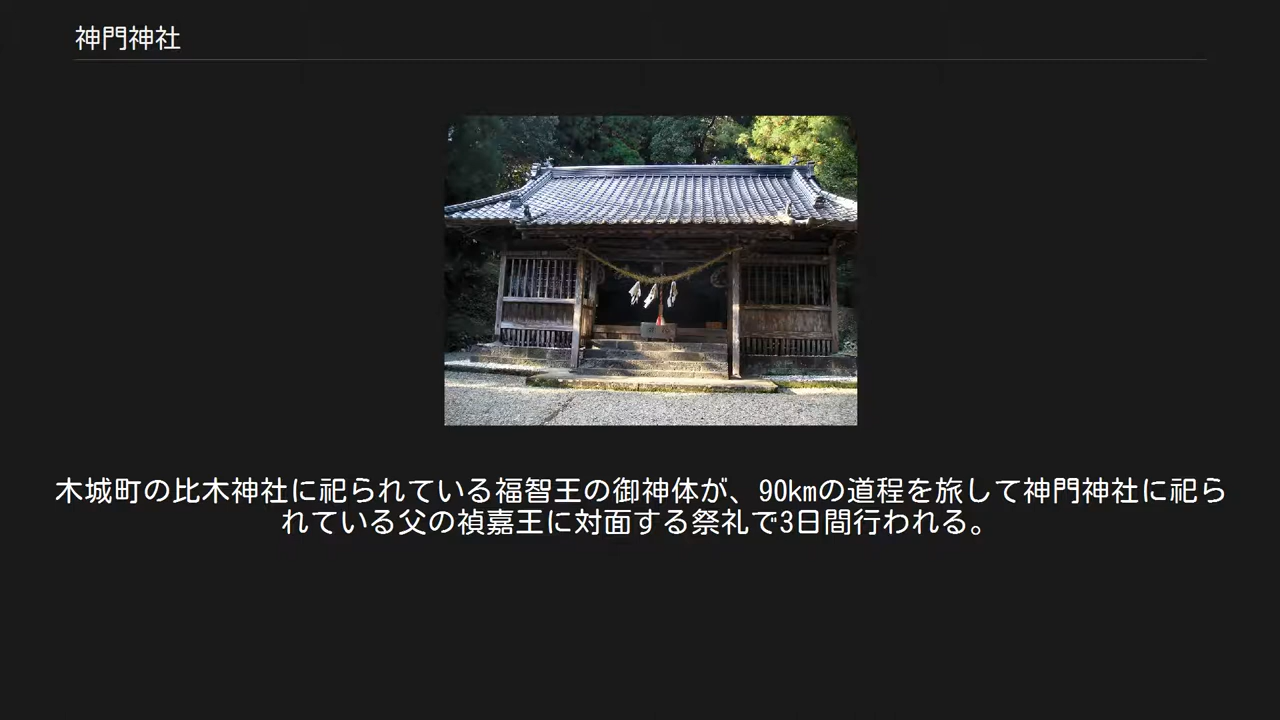 神門神社
木城町の比木神社に祀られている福智王の御神体が、90kmの道程を旅して神門神社に祀ら
れている父の禎嘉王に対面する祭礼で3日間行われる。